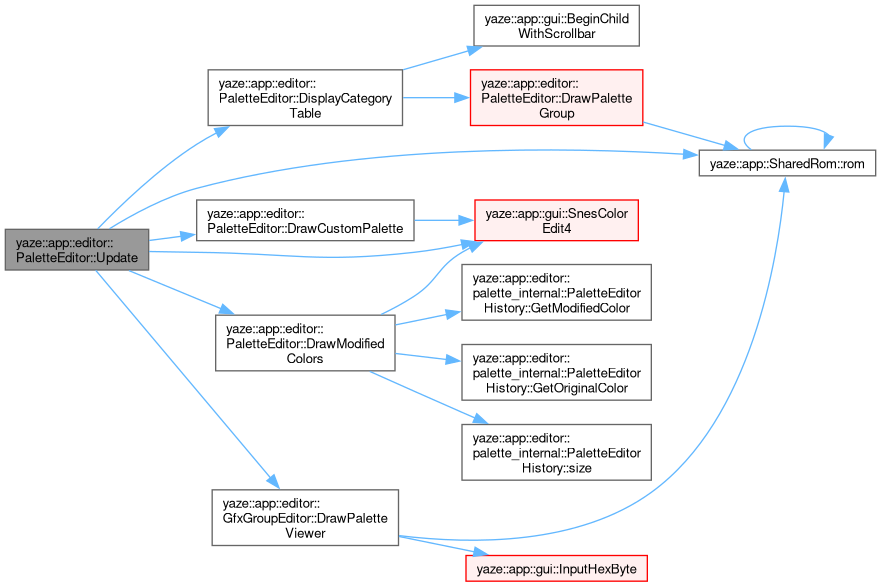 yaze::app::gui::BeginChild
WithScrollbar
yaze::app::editor::
PaletteEditor::DisplayCategory
Table
yaze::app::editor::
PaletteEditor::DrawPalette
Group
yaze::app::SharedRom::rom
yaze::app::editor::
PaletteEditor::DrawCustomPalette
yaze::app::gui::SnesColor
Edit4
yaze::app::editor::
PaletteEditor::Update
yaze::app::editor::
palette_internal::PaletteEditor
History::GetModifiedColor
yaze::app::editor::
PaletteEditor::DrawModified
Colors
yaze::app::editor::
palette_internal::PaletteEditor
History::GetOriginalColor
yaze::app::editor::
palette_internal::PaletteEditor
History::size
yaze::app::editor::
GfxGroupEditor::DrawPalette
Viewer
yaze::app::gui::InputHexByte